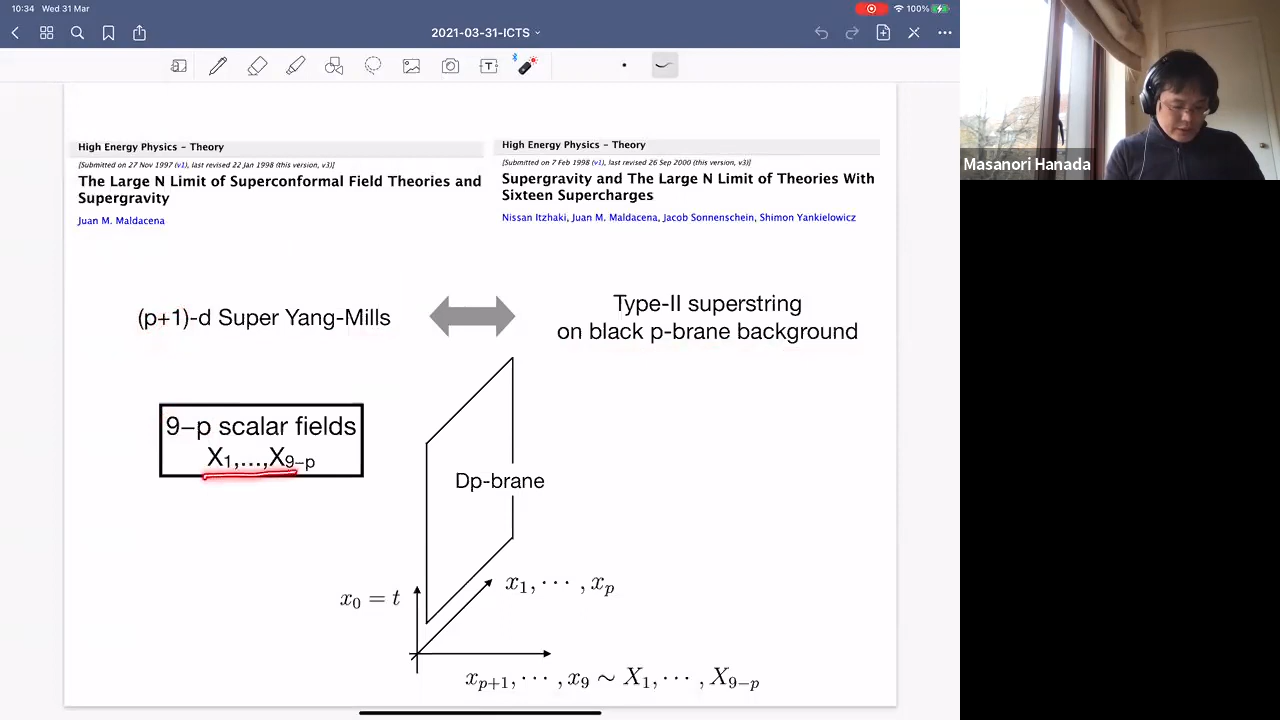 10:34 Wed 31 Mar
100%
2021-03-31-ICTS
T
High Energy Physics – Theory
[Submitted on 27 Nov 1997 (v1), last revised 22 Jan 1998 (this version, v3)]
The Large N Limit of Superconformal Field Theories and
Supergravity
Juan M. Maldacena
High Energy Physics – Theory
[Submitted on 7 Feb 1998 (v1), last revised 26 Sep 2000 (this version, v3)]
Supergravity and The Large N Limit of Theories With
Sixteen Supercharges
Nissan Itzhaki, Juan M. Maldacena, Jacob Sonnenschein, Shimon Yankielowicz
(p+1)-d Super Yang-Mills
Type-II superstring
on black p-brane background
9–p scalar fields
X₁,...,X₉₋ₚ
Dp-brane
x₀ = t
x₁, ⋯ , xₚ
xₚ₊₁, ⋯ , x₉ ∼ X₁, ⋯ , X₉₋ₚ
Masanori Hanada